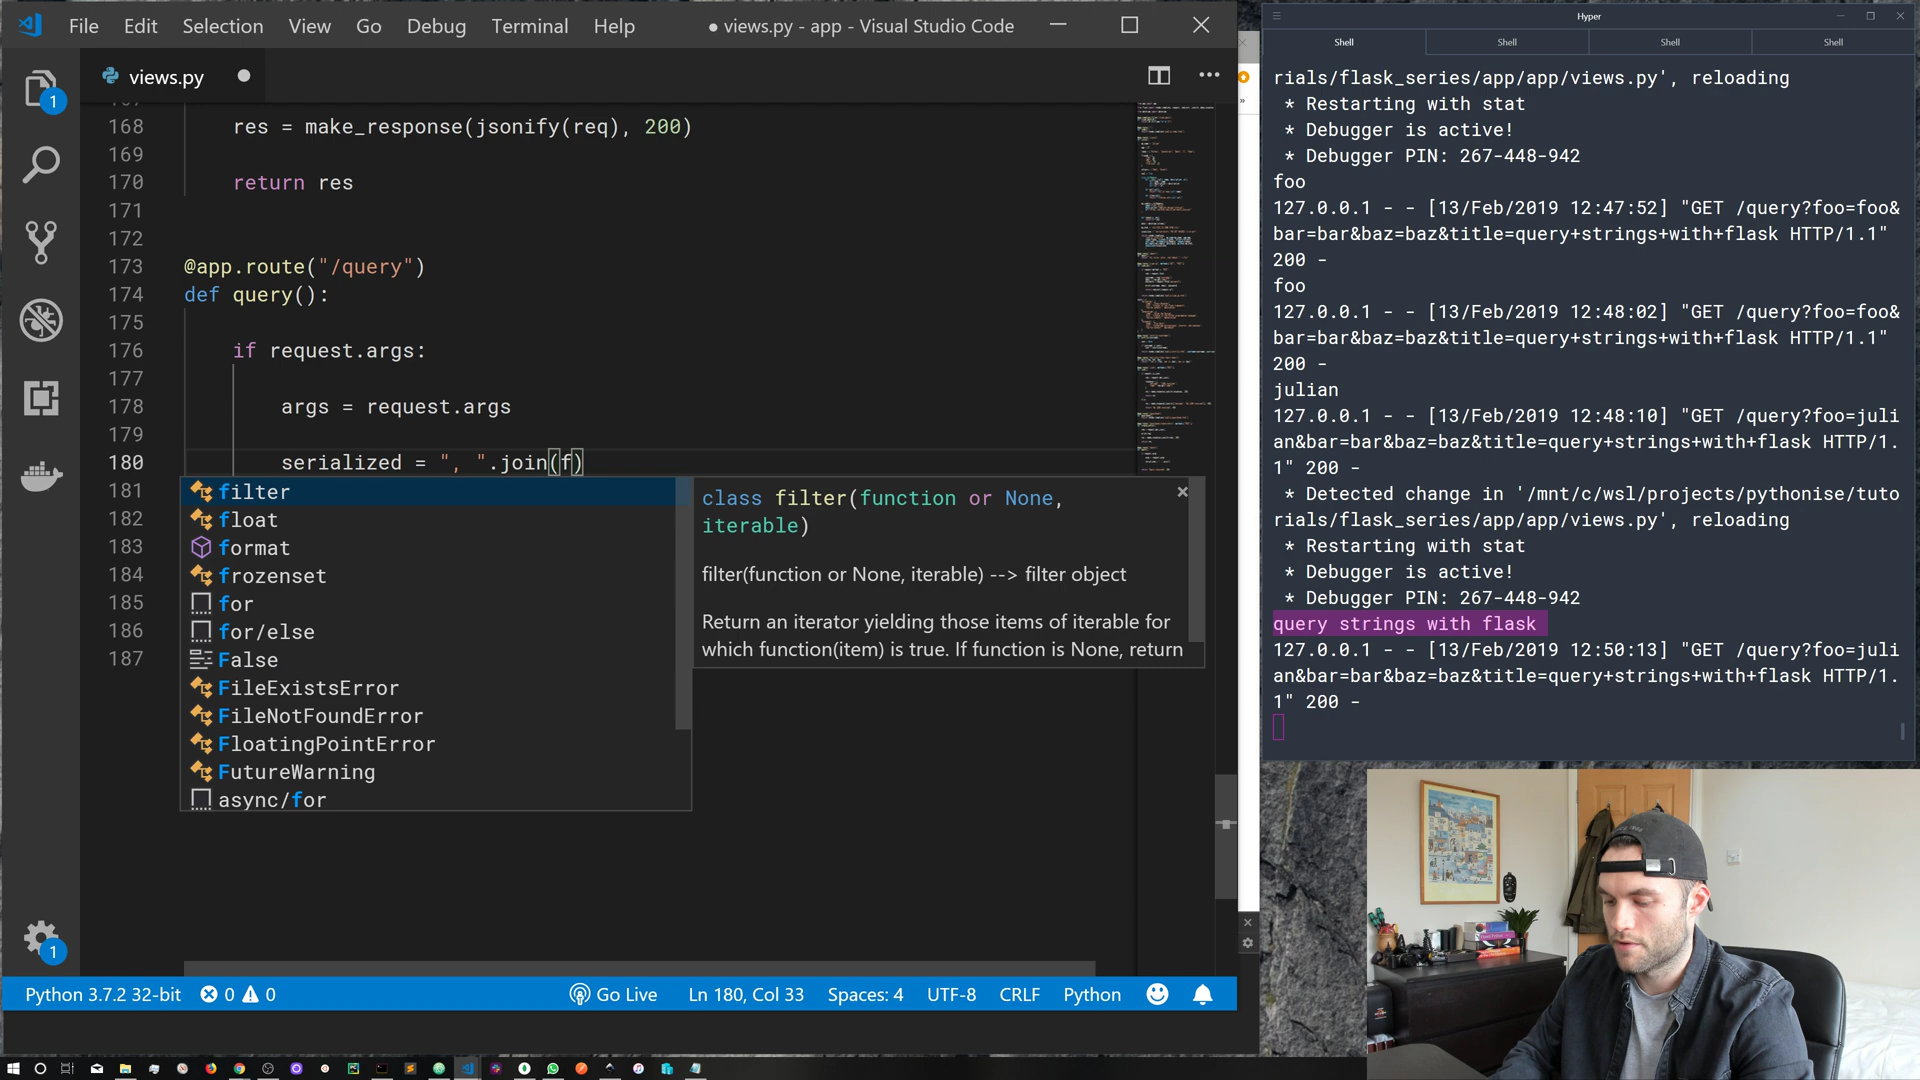 File Edit Selection View Go Debug Terminal Help ● views.py - app - Visual Studio Code
views.py
168 res = make_response(jsonify(req), 200)
169
170 return res
171
172
173 @app.route("/query")
174 def query():
175
176 if request.args:
177
178 args = request.args
179
180 serialized = ", ".join(f)
181
182
183
184
185
186
187
filter
float
format
frozenset
for
for/else
False
FileExistsError
FileNotFoundError
FloatingPointError
FutureWarning
async/for
class filter(function or None,
iterable)
filter(function or None, iterable) --> filter object
Return an iterator yielding those items of iterable for
which function(item) is true. If function is None, return
1
1
Python 3.7.2 32-bit 0 0 Go Live Ln 180, Col 33 Spaces: 4 UTF-8 CRLF Python
Hyper
Shell Shell Shell Shell
rials/flask_series/app/app/views.py', reloading
* Restarting with stat
* Debugger is active!
* Debugger PIN: 267-448-942
foo
127.0.0.1 - - [13/Feb/2019 12:47:52] "GET /query?foo=foo&
bar=bar&baz=baz&title=query+strings+with+flask HTTP/1.1"
200 -
foo
127.0.0.1 - - [13/Feb/2019 12:48:02] "GET /query?foo=foo&
bar=bar&baz=baz&title=query+strings+with+flask HTTP/1.1"
200 -
julian
127.0.0.1 - - [13/Feb/2019 12:48:10] "GET /query?foo=juli
an&bar=bar&baz=baz&title=query+strings+with+flask HTTP/1.
1" 200 -
* Detected change in '/mnt/c/wsl/projects/pythonise/tuto
rials/flask_series/app/app/views.py', reloading
* Restarting with stat
* Debugger is active!
* Debugger PIN: 267-448-942
query strings with flask
127.0.0.1 - - [13/Feb/2019 12:50:13] "GET /query?foo=juli
an&bar=bar&baz=baz&title=query+strings+with+flask HTTP/1.
1" 200 -